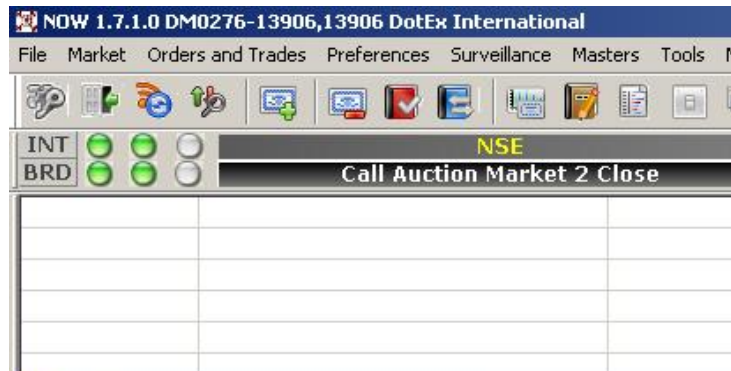 NOW 1.7.1.0 DM0276-13906,13906 DotEx International
File Market Orders and Trades Preferences Surveillance Masters Tools
INT NSE
BRD Call Auction Market 2 Close